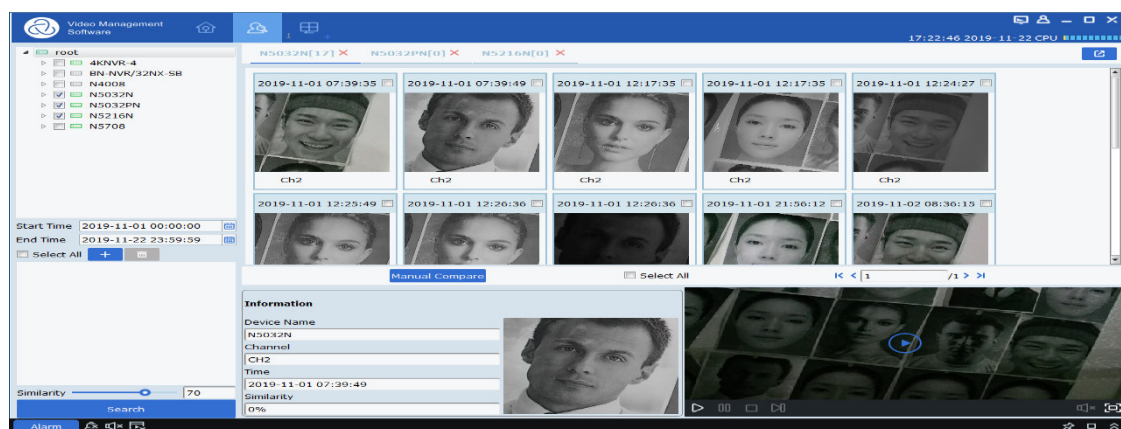 Video Management
Software
1
17:22:46 2019-11-22 CPU
root
4KNVR-4
BN-NVR/32NX-SB
N4008
N5032N
N5032PN
N5216N
N5708
Start Time 2019-11-01 00:00:00
End Time 2019-11-22 23:59:59
Select All
Similarity 70
Search
N5032N[17] N5032PN[0] N5216N[0]
2019-11-01 07:39:35 2019-11-01 07:39:49 2019-11-01 12:17:35 2019-11-01 12:17:35 2019-11-01 12:24:27
Ch2 Ch2 Ch2 Ch2 Ch2
2019-11-01 12:25:49 2019-11-01 12:26:36 2019-11-01 12:26:36 2019-11-01 21:56:12 2019-11-02 08:36:15
Manual Compare Select All 1 /1
Information
Device Name
N5032N
Channel
CH2
Time
2019-11-01 07:39:49
Similarity
0%
Alarm